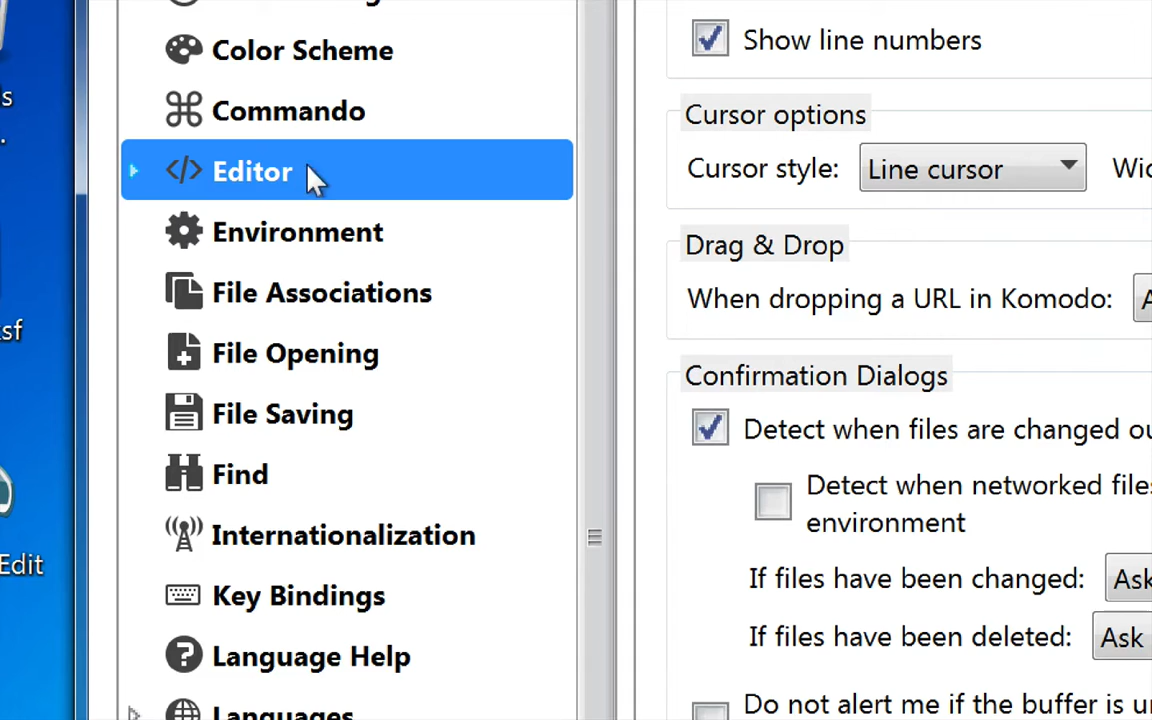 Color Scheme
Commando
Editor
Environment
File Associations
File Opening
File Saving
Find
Internationalization
Key Bindings
Language Help
Languages
Show line numbers
Cursor options
Cursor style: Line cursor
Drag & Drop
When dropping a URL in Komodo:
Confirmation Dialogs
Detect when files are changed
Detect when networked files
environment
If files have been changed: Ask
If files have been deleted: Ask
Do not alert me if the buffer is
s
sf
Edit